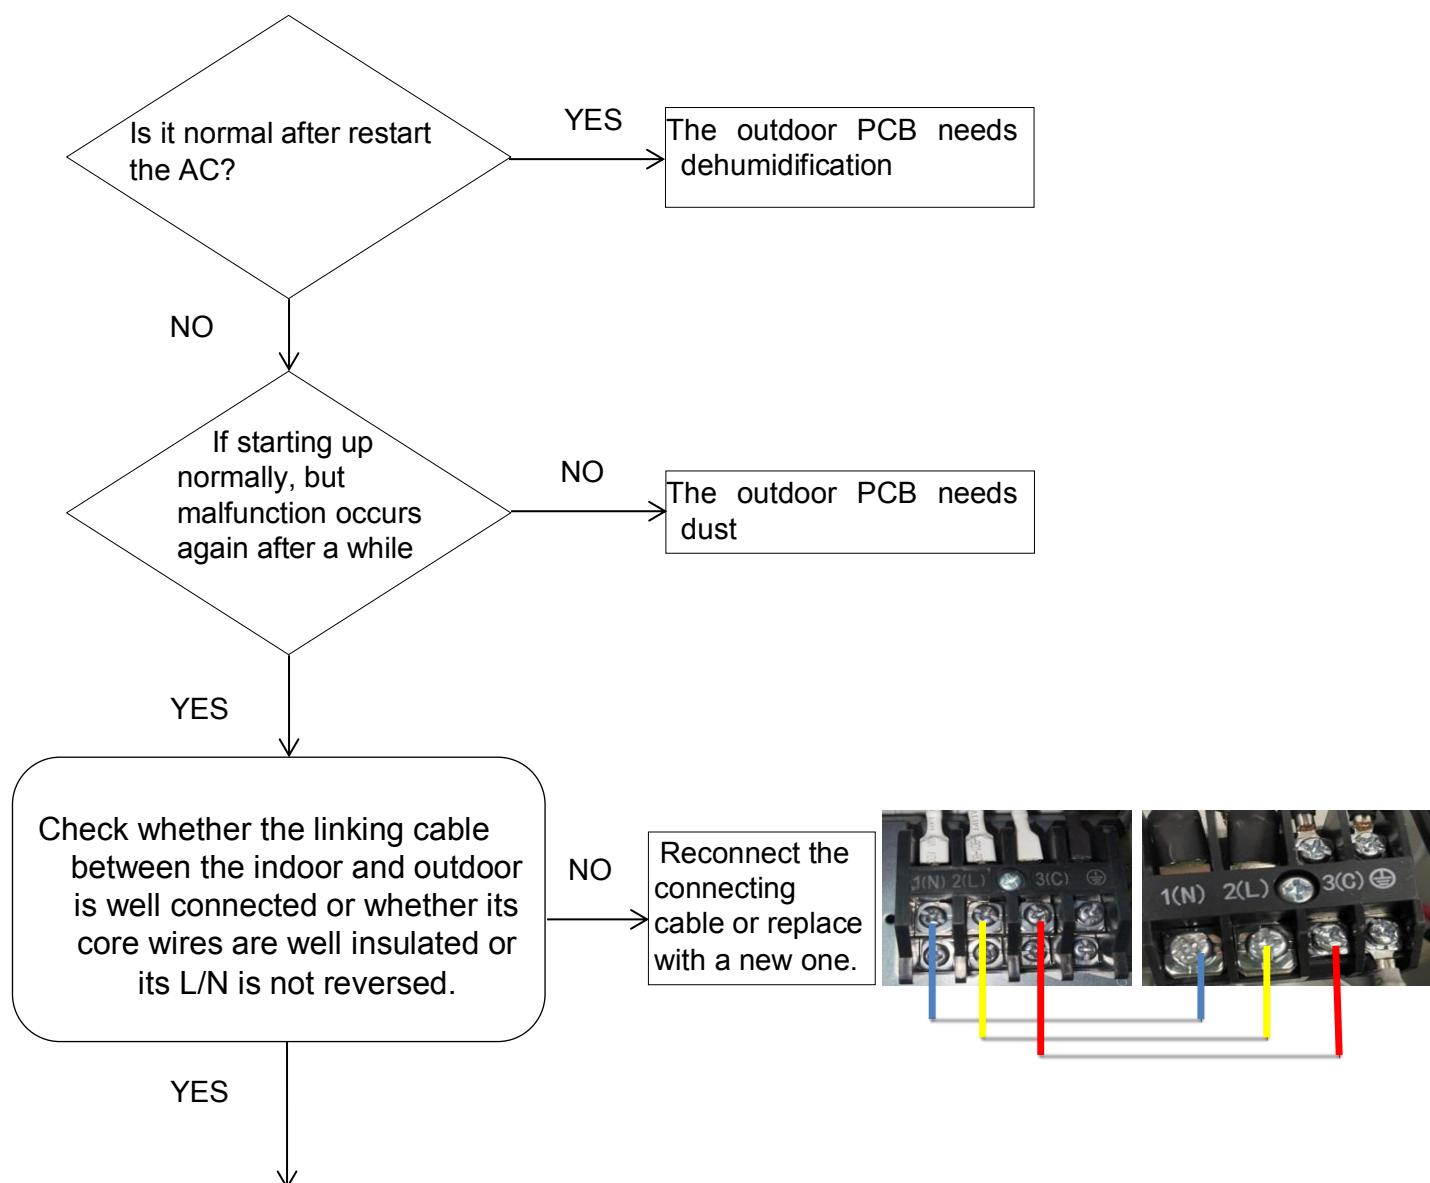 Is it normal after restart
the AC?
YES
The outdoor PCB needs
dehumidification
NO
If starting up
normally, but
malfunction occurs
again after a while
NO
The outdoor PCB needs
dust
YES
Check whether the linking cable
between the indoor and outdoor
is well connected or whether its
core wires are well insulated or
its L/N is not reversed.
NO
Reconnect the
connecting
cable or replace
with a new one.
1(N) 2(L) 3(C)
1(N) 2(L) 3(C)
YES